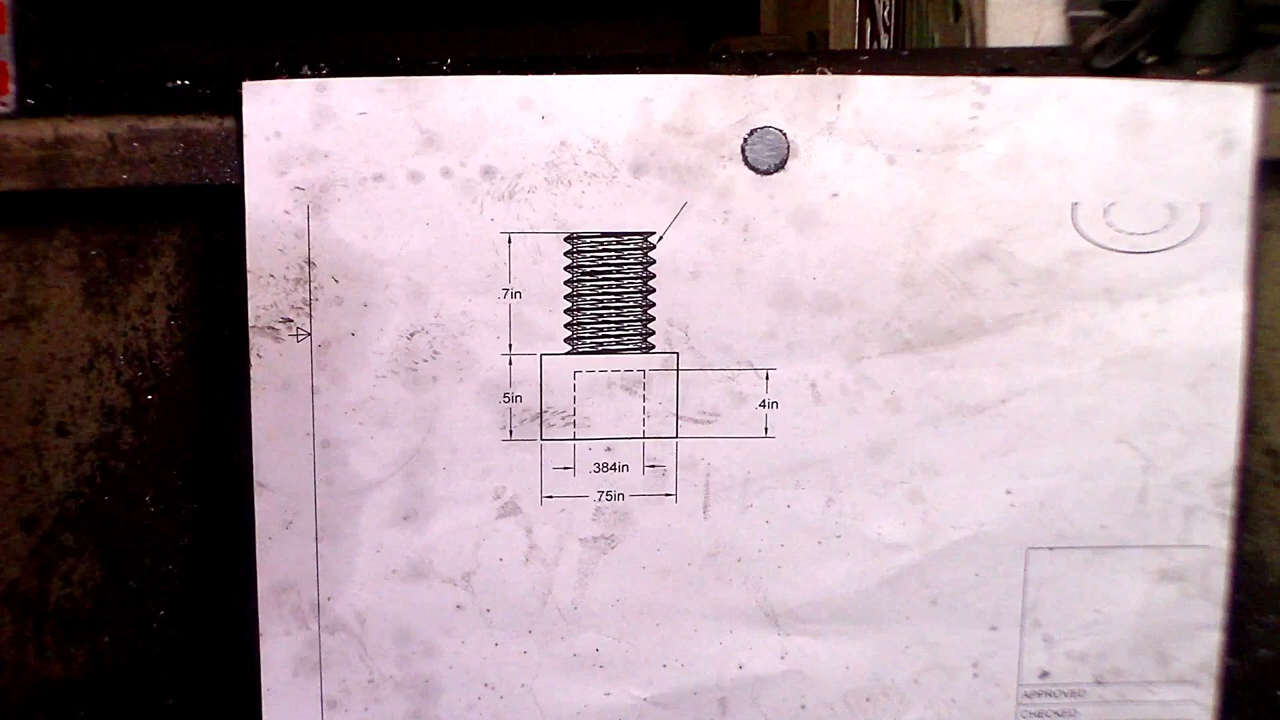 .7in
.5in
.4in
.384in
.75in
APPROVED
CHECKED